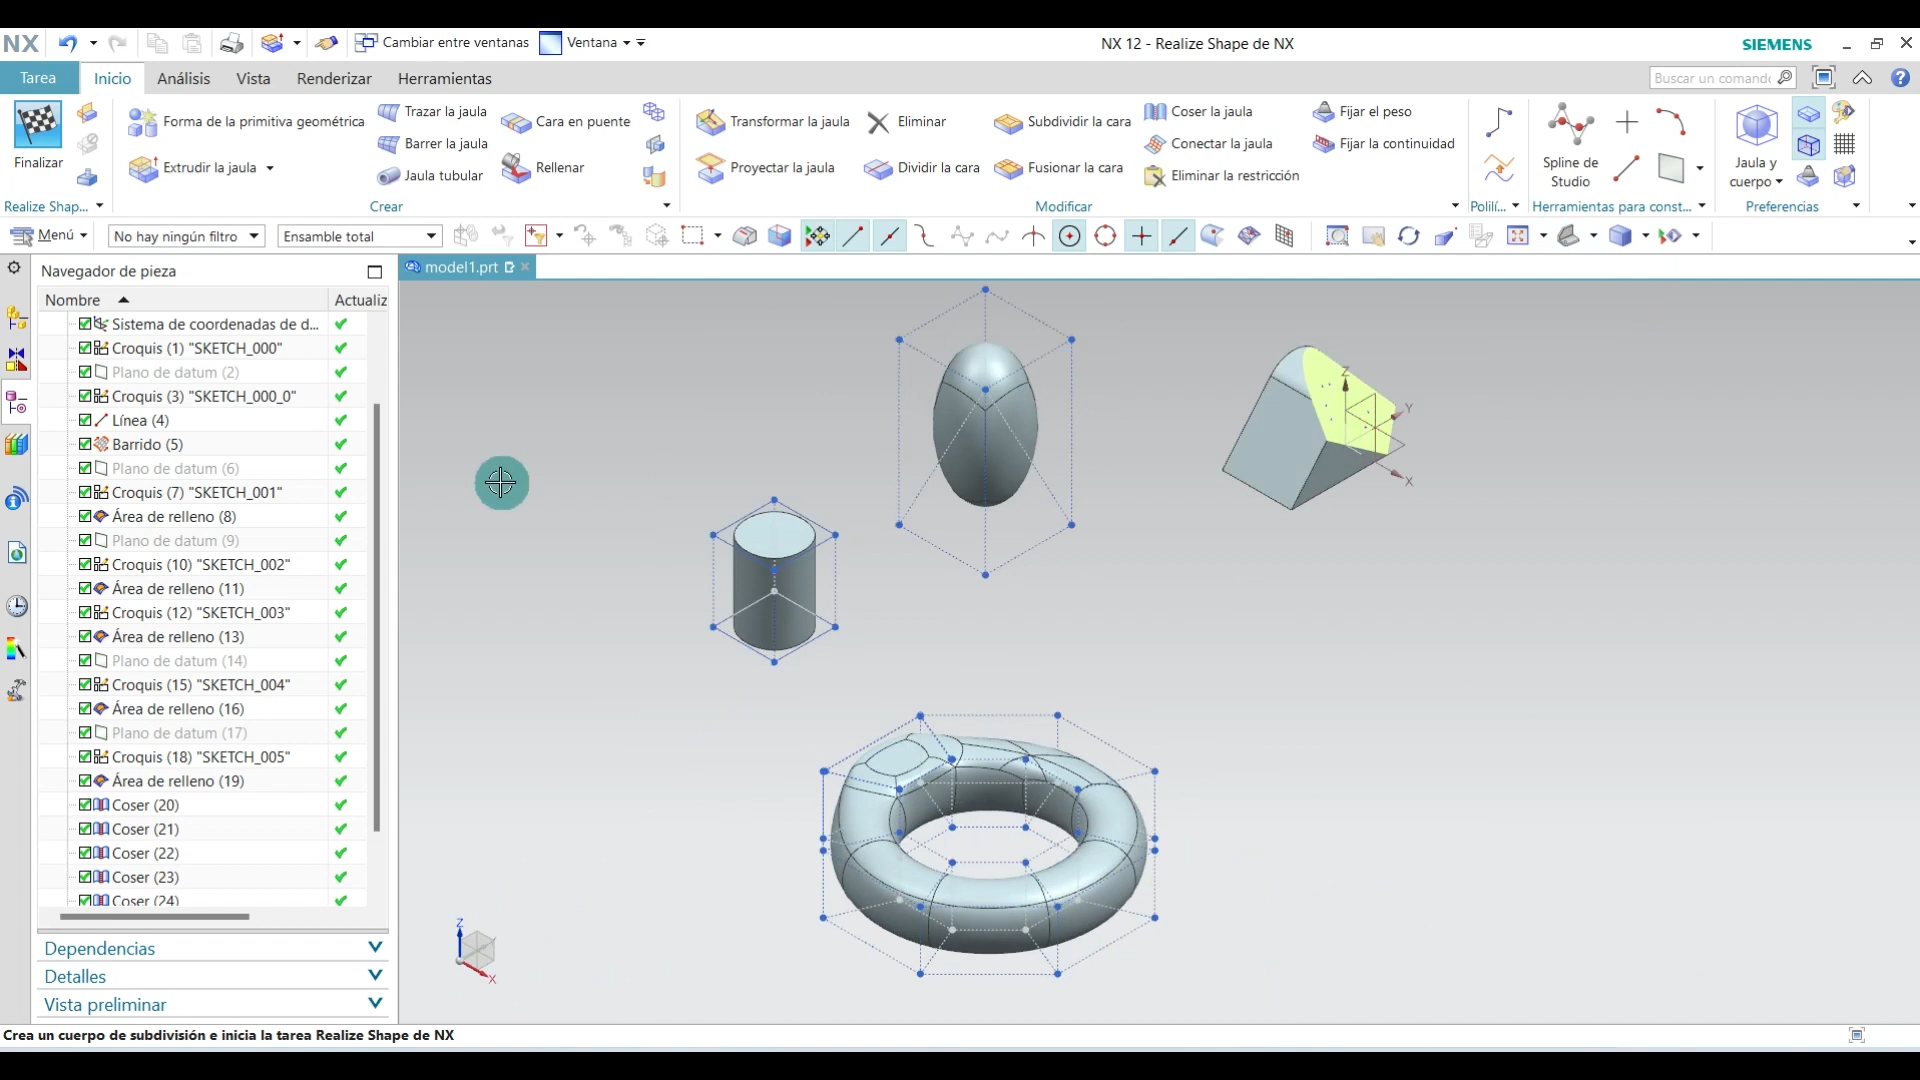 NX Cambiar entre ventanas Ventana NX 12 - Realize Shape de NX SIEMENS
Tarea Inicio Análisis Vista Renderizar Herramientas Buscar un comando
Finalizar
Realize Shap...
Forma de la primitiva geométrica
Extrudir la jaula
Trazar la jaula
Barrer la jaula
Jaula tubular
Cara en puente
Rellenar
Crear
Transformar la jaula
Proyectar la jaula
Eliminar
Dividir la cara
Subdividir la cara
Fusionar la cara
Coser la jaula
Conectar la jaula
Eliminar la restricción
Fijar el peso
Fijar la continuidad
Modificar
Polilí...
Spline de
Studio
Herramientas para const...
Jaula y
cuerpo
Preferencias
Menú No hay ningún filtro Ensamble total
Navegador de pieza
model1.prt
Nombre Actualiz
Sistema de coordenadas de d...
Croquis (1) "SKETCH_000"
Plano de datum (2)
Croquis (3) "SKETCH_000_0"
Línea (4)
Barrido (5)
Plano de datum (6)
Croquis (7) "SKETCH_001"
Área de relleno (8)
Plano de datum (9)
Croquis (10) "SKETCH_002"
Área de relleno (11)
Croquis (12) "SKETCH_003"
Área de relleno (13)
Plano de datum (14)
Croquis (15) "SKETCH_004"
Área de relleno (16)
Plano de datum (17)
Croquis (18) "SKETCH_005"
Área de relleno (19)
Coser (20)
Coser (21)
Coser (22)
Coser (23)
Coser (24)
Dependencias
Detalles
Vista preliminar
Z
Y
X
Z
X
Crea un cuerpo de subdivisión e inicia la tarea Realize Shape de NX